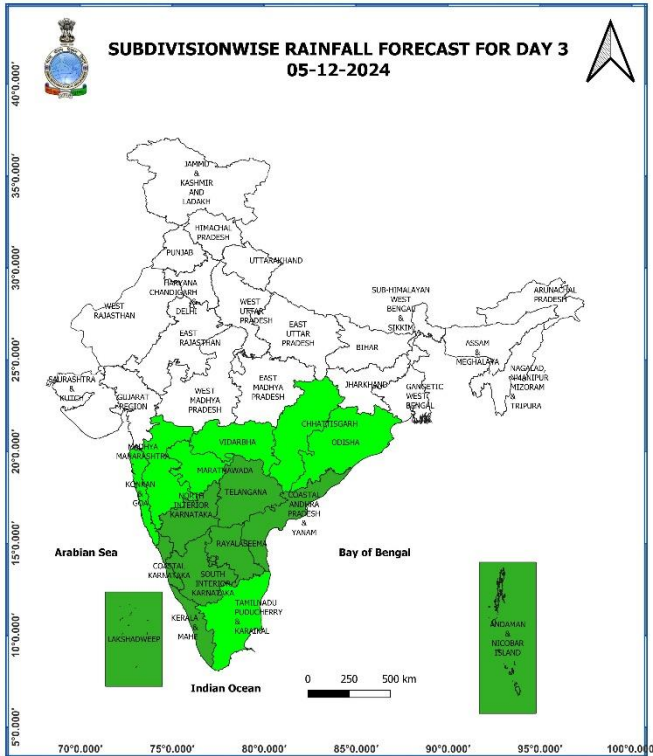 SUBDIVISIONWISE RAINFALL FORECAST FOR DAY 3
05-12-2024
40°0.000'
35°0.000'
30°0.000'
25°0.000'
20°0.000'
15°0.000'
10°0.000'
5°0.000'
JAMMU
&
KASHMIR
AND
LADAKH
HIMACHAL
PRADESH
PUNJAB
UTTARAKHAND
HARYANA
CHANDIGARH
&
DELHI
WEST
RAJASTHAN
WEST
UTTAR
PRADESH
SUB-HIMALAYAN
WEST
BENGAL
&
SIKKIM
ARUNACHAL
PRADESH
EAST
RAJASTHAN
EAST
UTTAR
PRADESH
BIHAR
ASSAM
&
MEGHALAYA
SAURASHTRA
&
KUTCH
GUJARAT
REGION
WEST
MADHYA
PRADESH
EAST
MADHYA
PRADESH
JHARKHAND
GANGETIC
WEST
BENGAL
NAGALAD,
MANIPUR
MIZORAM
&
TRIPURA
CHHATTISGARH
ODISHA
VIDARBHA
MADHYA
MAHARASHTRA
MARATHAWADA
KONKAN
&
GOA
TELANGANA
NORTH
INTERIOR
KARNATAKA
COASTAL
ANDHRA
PRADESH
&
YANAM
RAYALASEEMA
Arabian Sea
Bay of Bengal
COASTAL
KARNATAKA
SOUTH
INTERIOR
KARNATAKA
TAMILNADU
PUDUCHERRY
&
KARAIKAL
KERALA
&
MAHE
LAKSHADWEEP
ANDAMAN
&
NICOBAR
ISLAND
Indian Ocean
0 250 500 km
70°0.000' 75°0.000' 80°0.000' 85°0.000' 90°0.000' 95°0.000' 100°0.000'